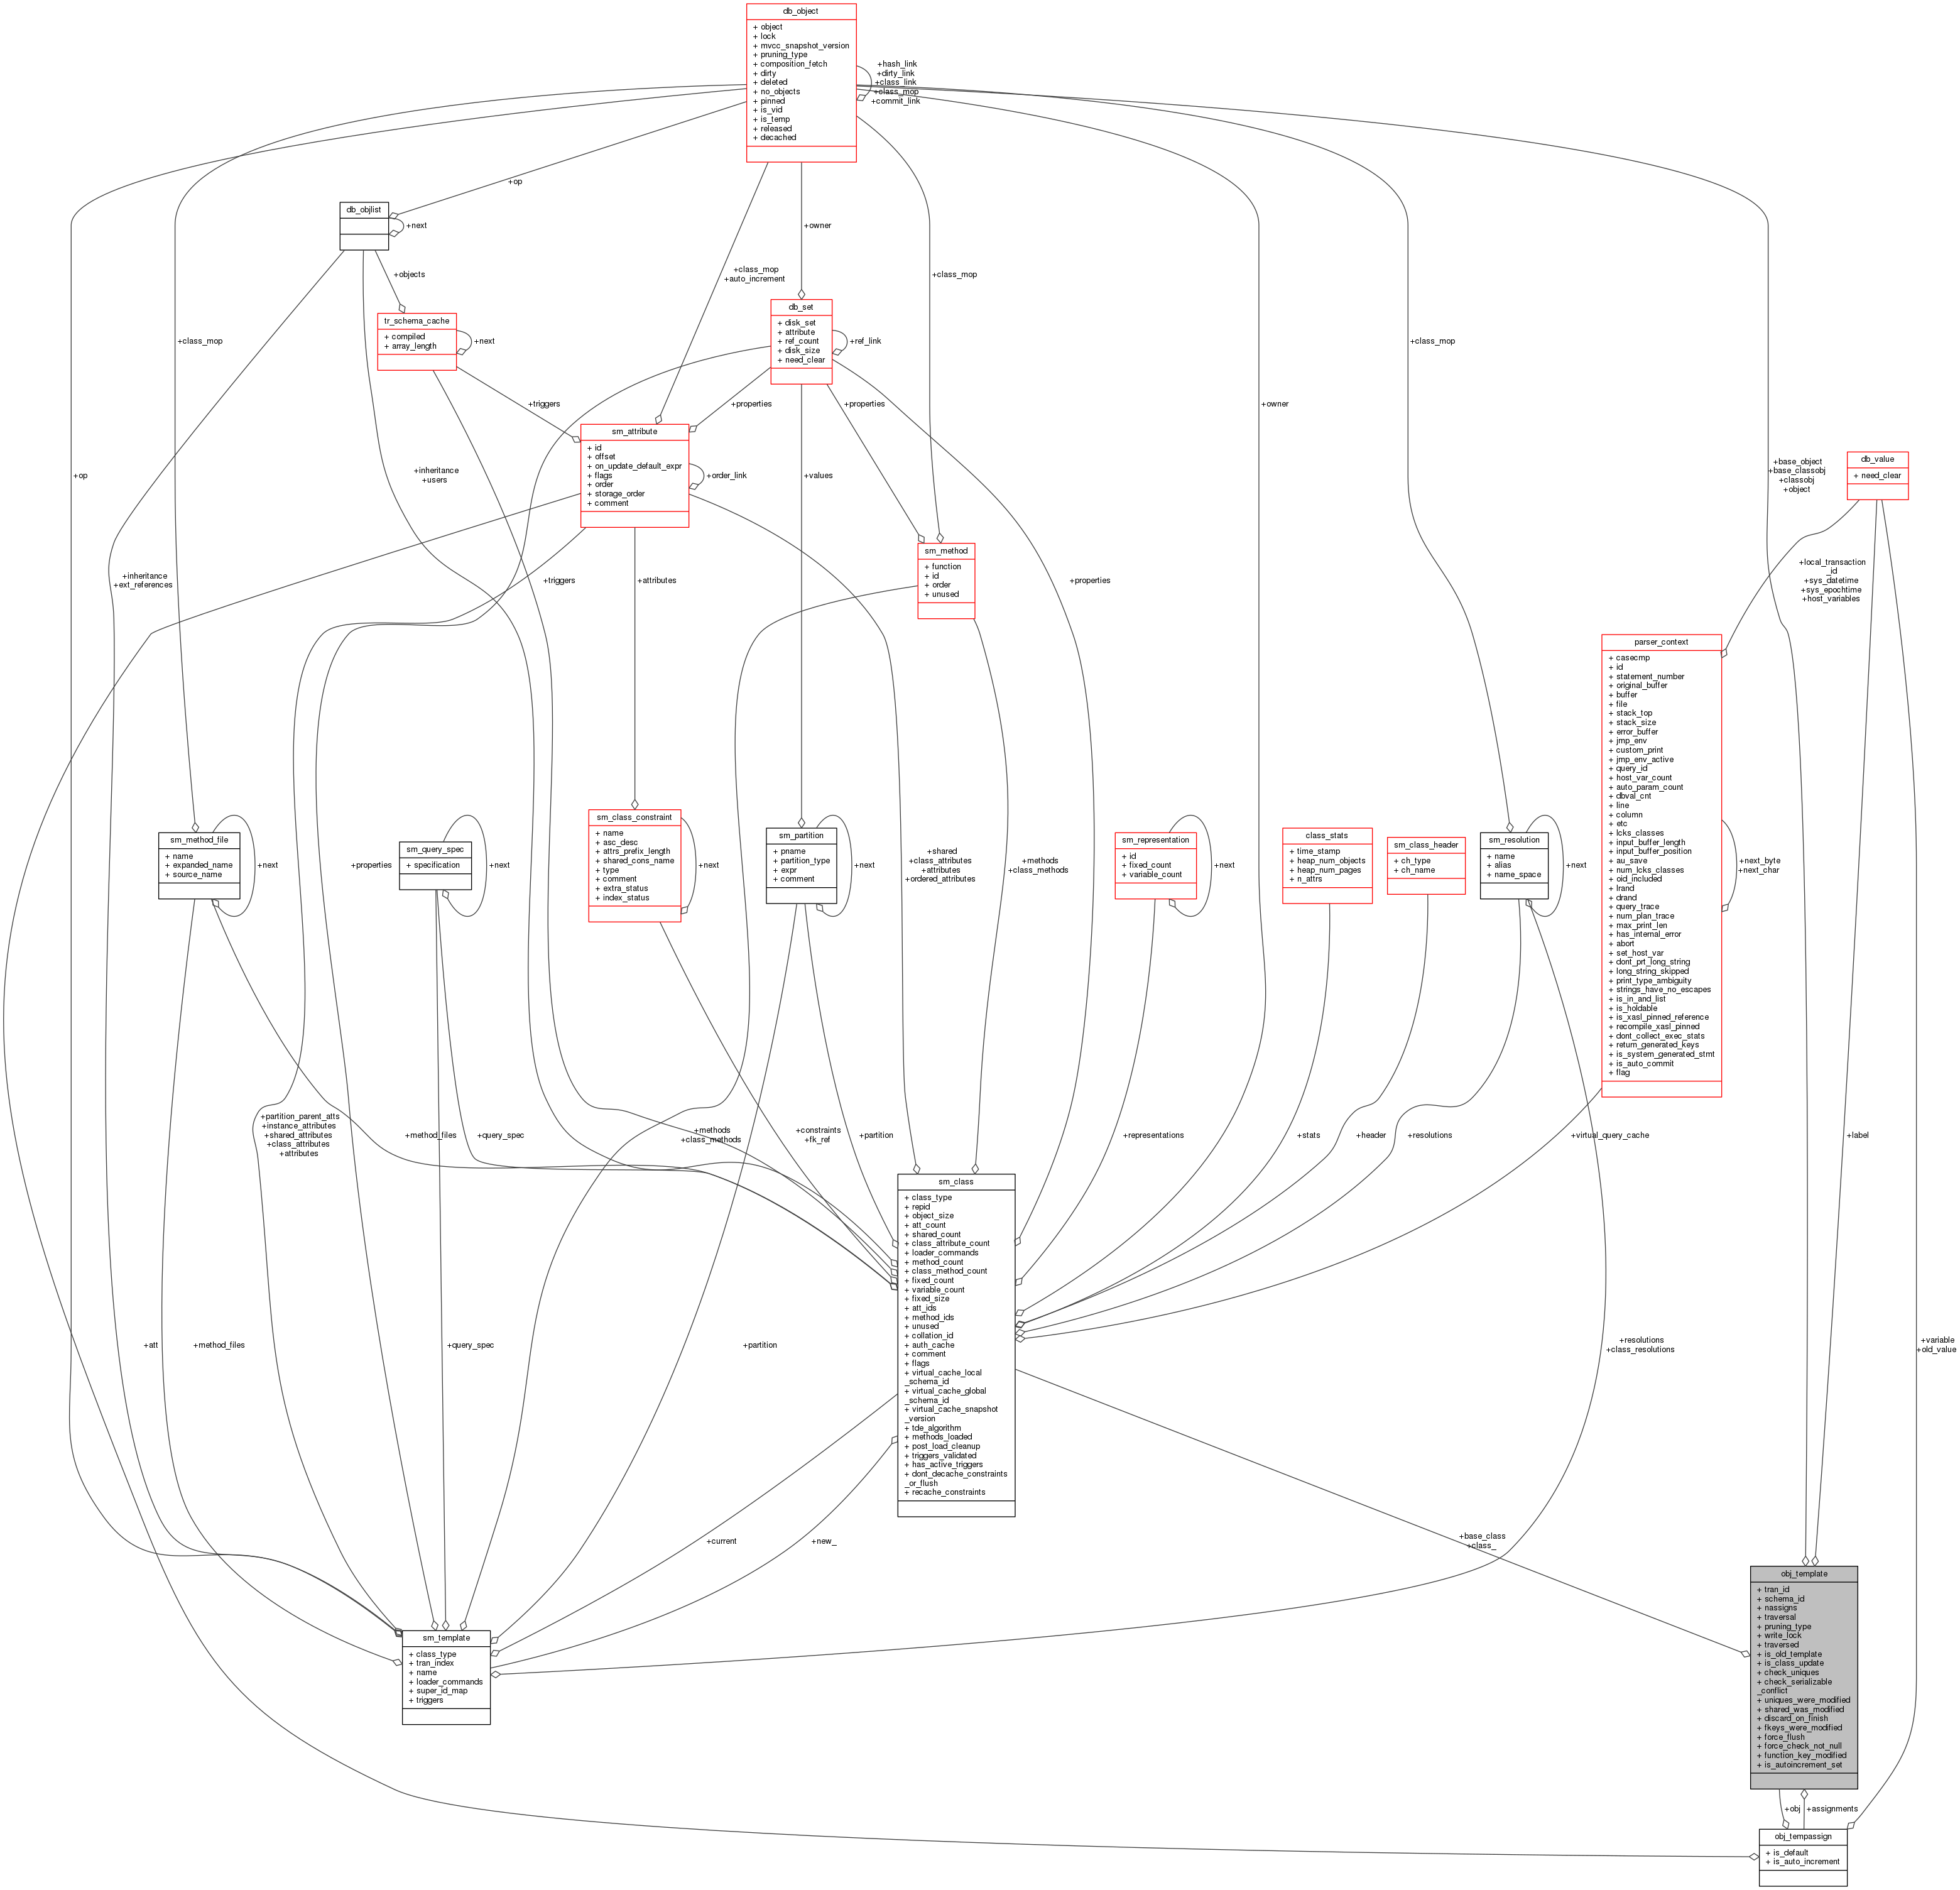 db_object
+ object
+ lock
+ mvcc_snapshot_version
+ pruning_type
+ composition_fetch
+ dirty
+ deleted
+ no_objects
+ pinned
+ is_vid
+ is_temp
+ released
+ decached
+hash_link
+dirty_link
+class_link
+class_mop
+commit_link
+op
db_objlist
+next
+owner
+class_mop
+auto_increment
+class_mop
+objects
db_set
+ disk_set
+ attribute
+ ref_count
+ disk_size
+ need_clear
+ref_link
tr_schema_cache
+ compiled
+ array_length
+next
+class_mop
+class_mop
+triggers
+properties
+properties
+owner
sm_attribute
+ id
+ offset
+ on_update_default_expr
+ flags
+ order
+ storage_order
+ comment
+order_link
+op
+inheritance
+users
+values
+base_object
+base_classobj
+classobj
+object
db_value
+ need_clear
sm_method
+ function
+ id
+ order
+ unused
+inheritance
+ext_references
+triggers
+attributes
+properties
+local_transaction
_id
+sys_datetime
+sys_epochtime
+host_variables
parser_context
+ casecmp
+ id
+ statement_number
+ original_buffer
+ buffer
+ file
+ stack_top
+ stack_size
+ error_buffer
+ jmp_env
+ custom_print
+ jmp_env_active
+ query_id
+ host_var_count
+ auto_param_count
+ dbval_cnt
+ line
+ column
+ etc
+ lcks_classes
+ input_buffer_length
+ input_buffer_position
+ au_save
+ num_lcks_classes
+ oid_included
+ lrand
+ drand
+ query_trace
+ num_plan_trace
+ max_print_len
+ has_internal_error
+ abort
+ set_host_var
+ dont_prt_long_string
+ long_string_skipped
+ print_type_ambiguity
+ strings_have_no_escapes
+ is_in_and_list
+ is_holdable
+ is_xasl_pinned_reference
+ recompile_xasl_pinned
+ dont_collect_exec_stats
+ return_generated_keys
+ is_system_generated_stmt
+ is_auto_commit
+ flag
+next_byte
+next_char
sm_method_file
+ name
+ expanded_name
+ source_name
+next
+properties
sm_query_spec
+ specification
+next
sm_class_constraint
+ name
+ asc_desc
+ attrs_prefix_length
+ shared_cons_name
+ type
+ comment
+ extra_status
+ index_status
+next
sm_partition
+ pname
+ partition_type
+ expr
+ comment
+next
+shared
+class_attributes
+attributes
+ordered_attributes
+methods
+class_methods
sm_representation
+ id
+ fixed_count
+ variable_count
+next
class_stats
+ time_stamp
+ heap_num_objects
+ heap_num_pages
+ n_attrs
sm_class_header
+ ch_type
+ ch_name
sm_resolution
+ name
+ alias
+ name_space
+next
+partition_parent_atts
+instance_attributes
+shared_attributes
+class_attributes
+attributes
+method_files
+query_spec
+methods
+class_methods
+constraints
+fk_ref
+partition
+representations
+stats
+header
+resolutions
+virtual_query_cache
+label
sm_class
+ class_type
+ repid
+ object_size
+ att_count
+ shared_count
+ class_attribute_count
+ loader_commands
+ method_count
+ class_method_count
+ fixed_count
+ variable_count
+ fixed_size
+ att_ids
+ method_ids
+ unused
+ collation_id
+ auth_cache
+ comment
+ flags
+ virtual_cache_local
_schema_id
+ virtual_cache_global
_schema_id
+ virtual_cache_snapshot
_version
+ tde_algorithm
+ methods_loaded
+ post_load_cleanup
+ triggers_validated
+ has_active_triggers
+ dont_decache_constraints
_or_flush
+ recache_constraints
+att
+method_files
+query_spec
+partition
+resolutions
+class_resolutions
+variable
+old_value
+current
+new_
+base_class
+class_
obj_template
+ tran_id
+ schema_id
+ nassigns
+ traversal
+ pruning_type
+ write_lock
+ traversed
+ is_old_template
+ is_class_update
+ check_uniques
+ check_serializable
_conflict
+ uniques_were_modified
+ shared_was_modified
+ discard_on_finish
+ fkeys_were_modified
+ force_flush
+ force_check_not_null
+ function_key_modified
+ is_autoincrement_set
sm_template
+ class_type
+ tran_index
+ name
+ loader_commands
+ super_id_map
+ triggers
+obj
+assignments
obj_tempassign
+ is_default
+ is_auto_increment